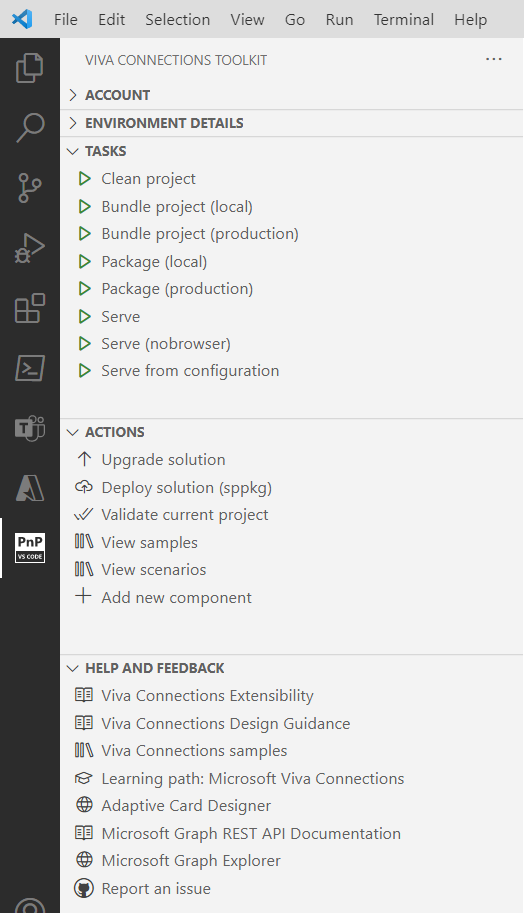 File Edit Selection View Go Run Terminal Help
VIVA CONNECTIONS TOOLKIT ...
ACCOUNT
ENVIRONMENT DETAILS
TASKS
Clean project
Bundle project (local)
Bundle project (production)
Package (local)
Package (production)
Serve
Serve (nobrowser)
Serve from configuration
ACTIONS
Upgrade solution
Deploy solution (sppkg)
Validate current project
View samples
View scenarios
Add new component
HELP AND FEEDBACK
Viva Connections Extensibility
Viva Connections Design Guidance
Viva Connections samples
Learning path: Microsoft Viva Connections
Adaptive Card Designer
Microsoft Graph REST API Documentation
Microsoft Graph Explorer
Report an issue
T
PnP
VS CODE